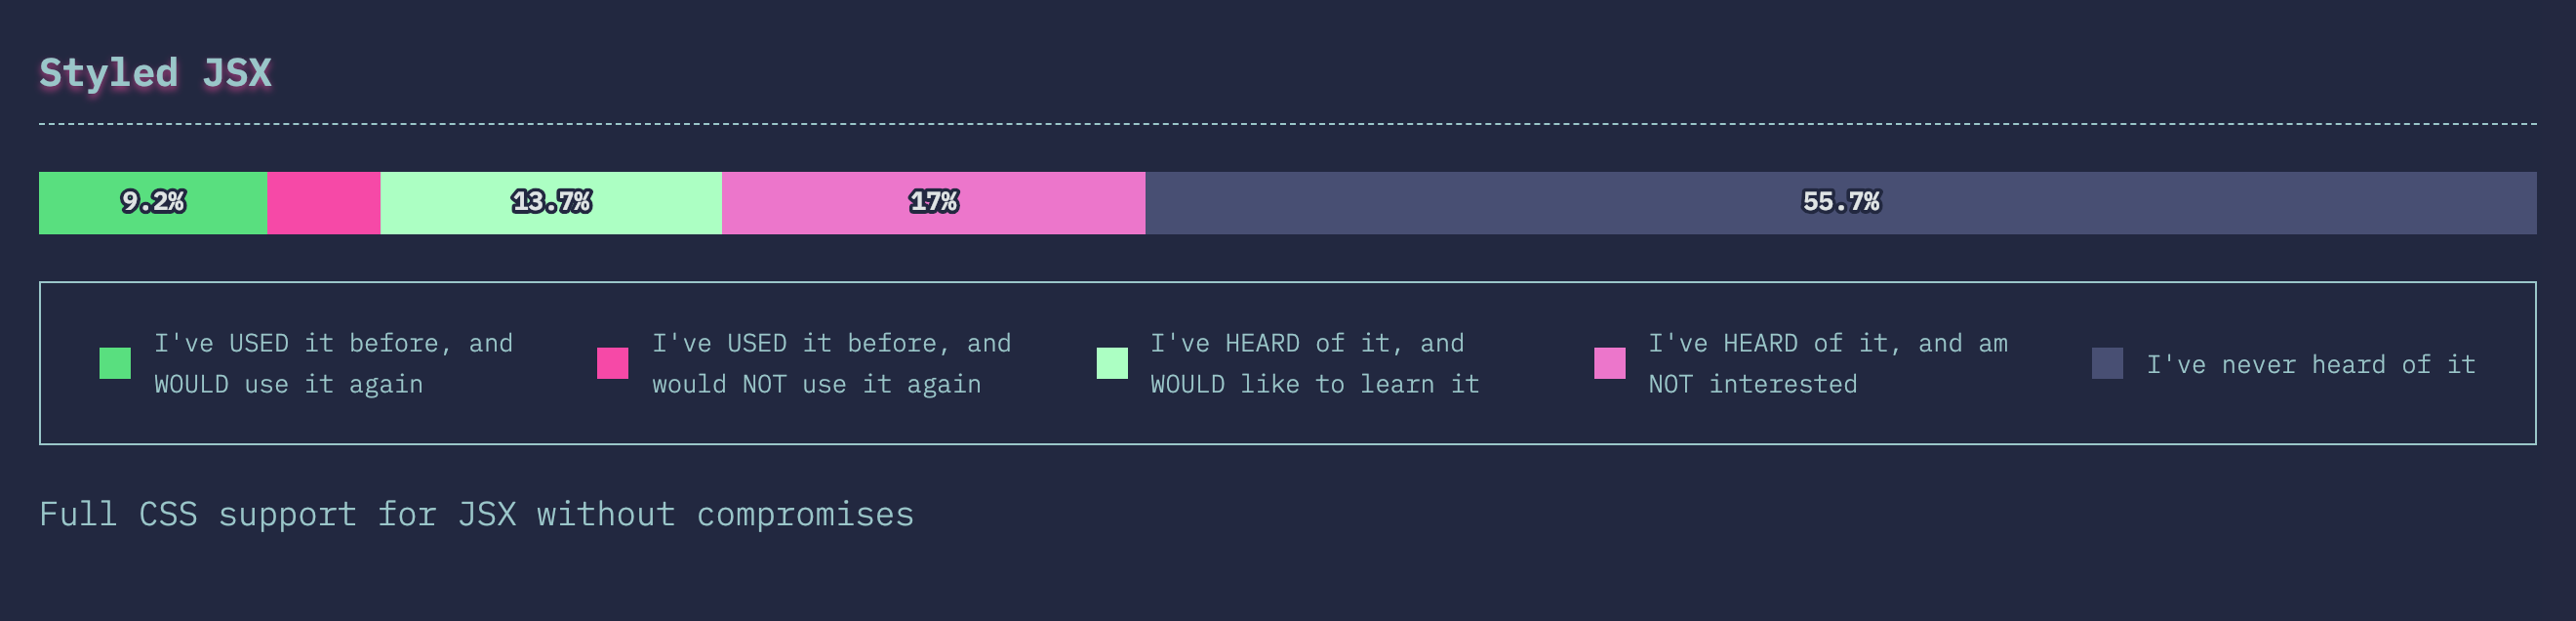 Styled JSX
9.2% 13.7% 17% 55.7%
I've USED it before, and
WOULD use it again
I've USED it before, and
would NOT use it again
I've HEARD of it, and
WOULD like to learn it
I've HEARD of it, and am
NOT interested
I've never heard of it
Full CSS support for JSX without compromises